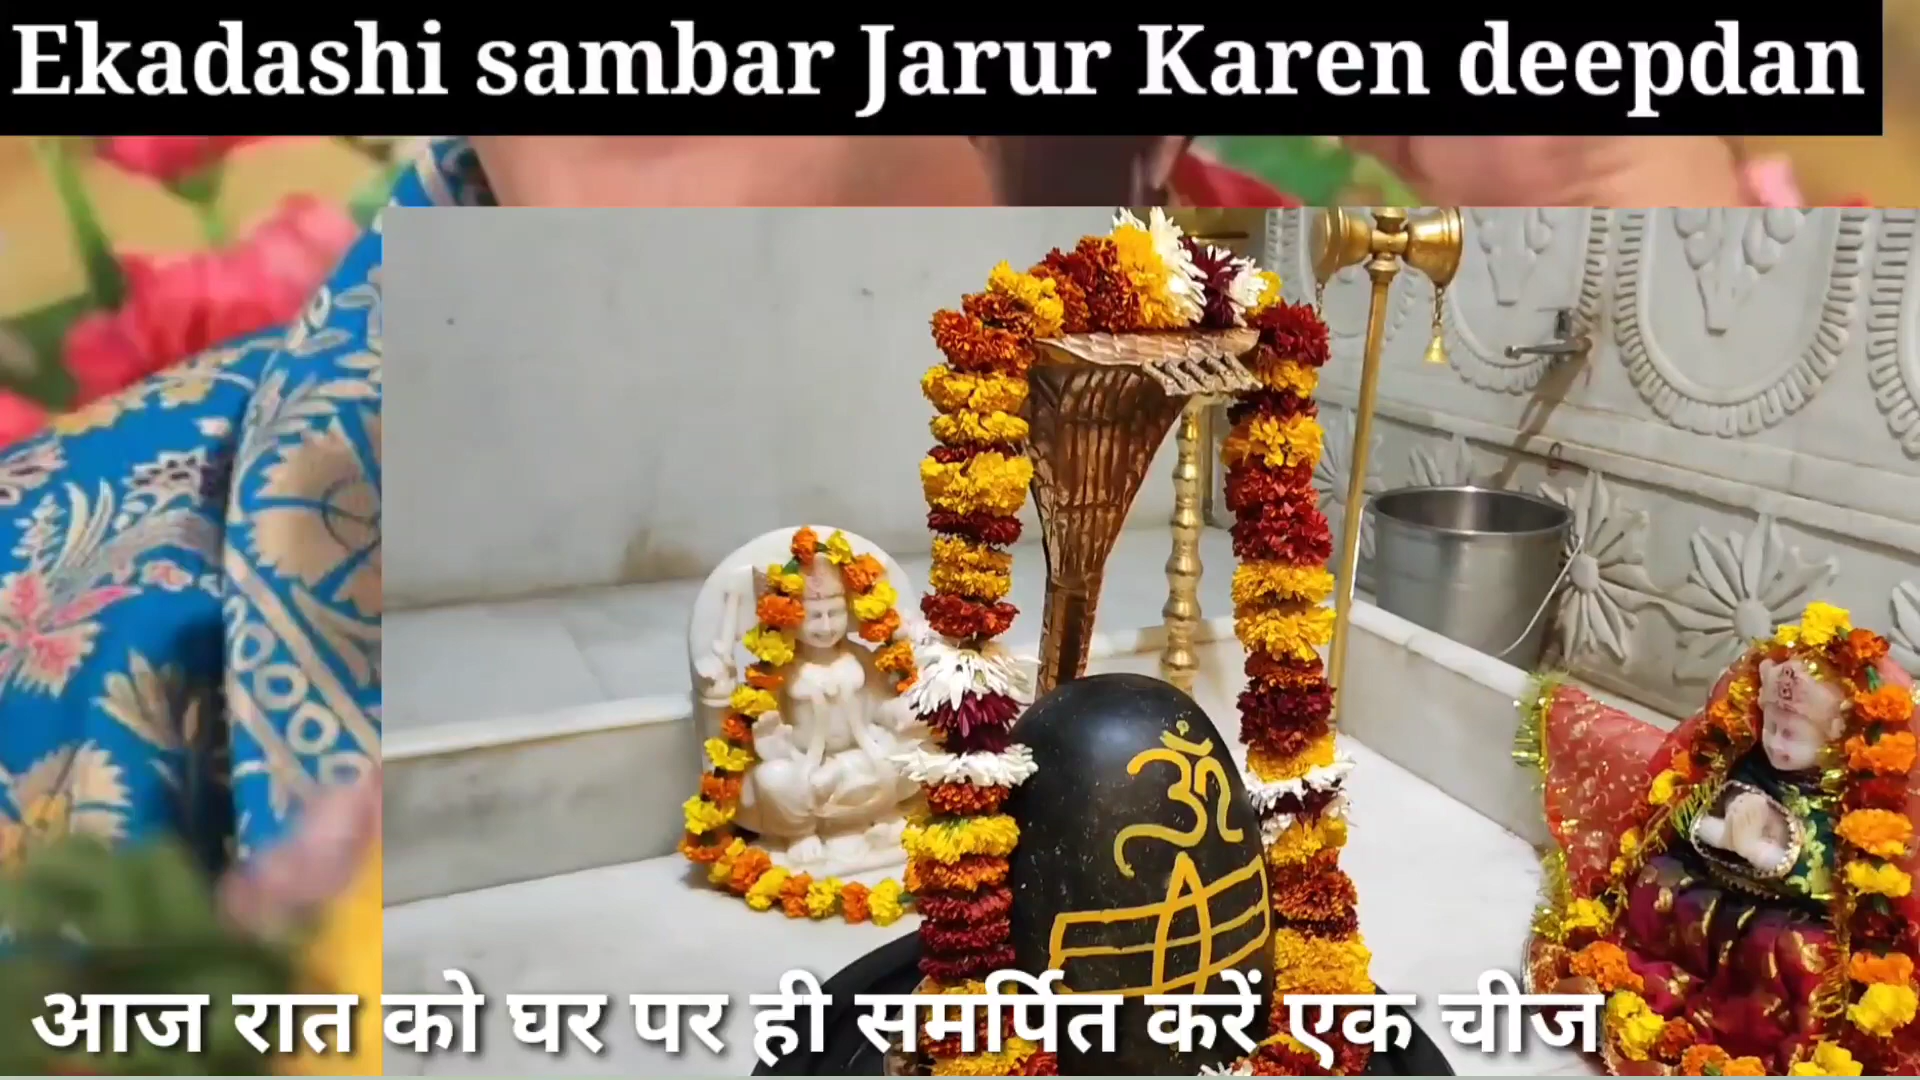 Ekadashi sambar Jarur Karen deepdan
ॐ
आज रात को घर पर ही समर्पित करें एक चीज